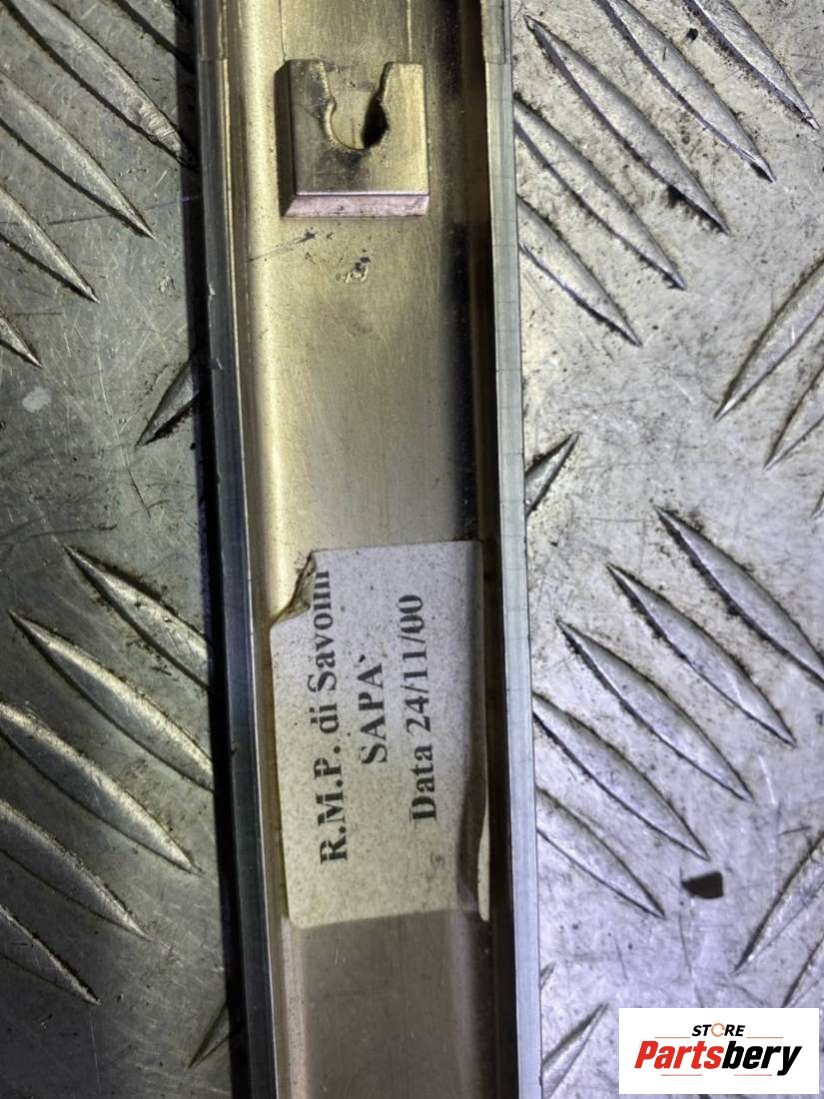 R.M.P. di Savoini
SAPA`
Data 24/11/00
STORE
Partsbery